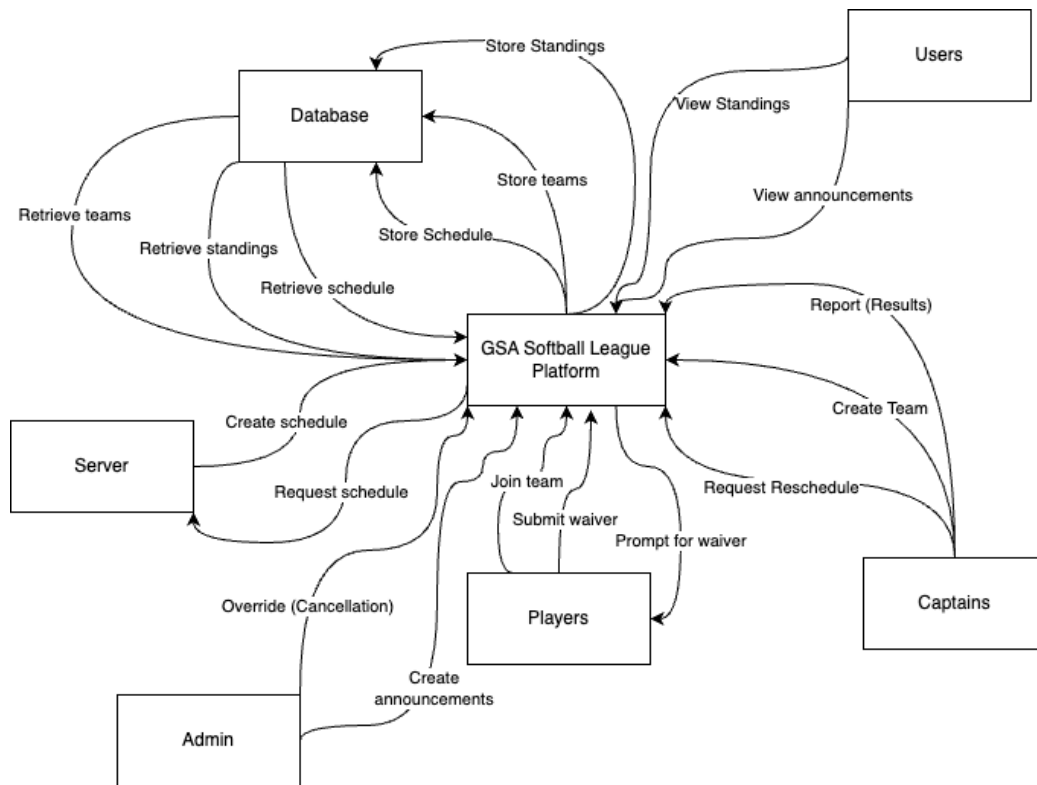 Store Standings
Users
Database
View Standings
Store teams
View announcements
Retrieve teams
Store Schedule
Retrieve standings
Retrieve schedule
Report (Results)
GSA Softball League
Platform
Create schedule
Create Team
Server
Request schedule
Join team
Request Reschedule
Submit waiver
Prompt for waiver
Override (Cancellation)
Players
Captains
Create
announcements
Admin